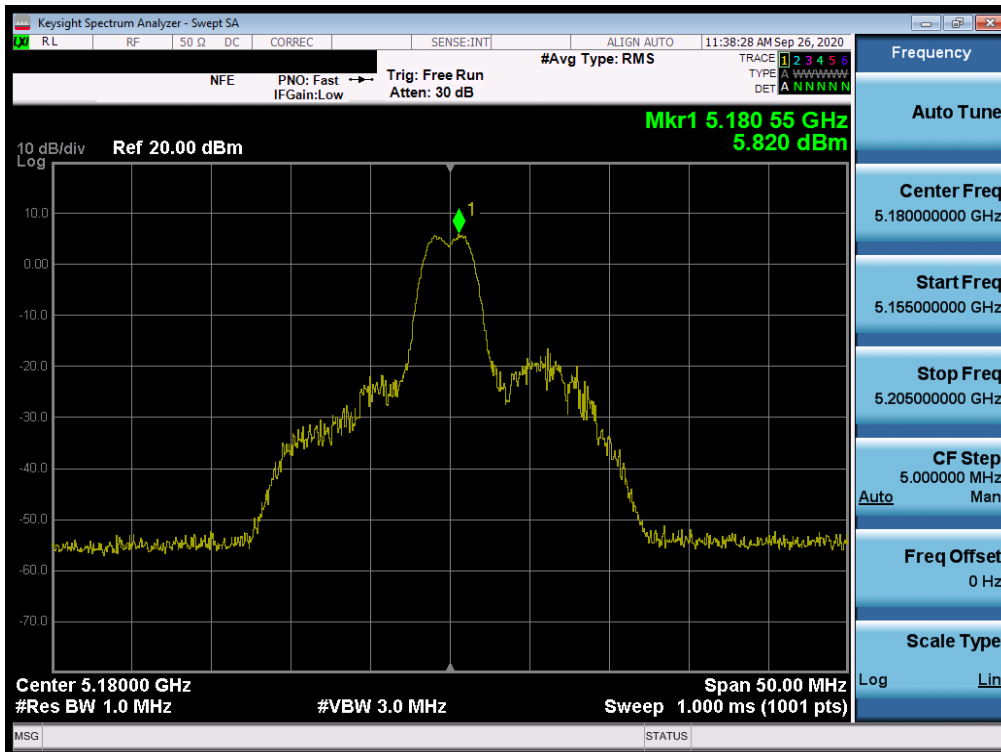 Keysight Spectrum Analyzer - Swept SA
LXI RL RF 50 Ω DC CORREC SENSE:INT ALIGN AUTO 11:38:28 AM Sep 26, 2020
NFE PNO: Fast IFGain:Low Trig: Free Run Atten: 30 dB #Avg Type: RMS
TRACE 1 2 3 4 5 6
TYPE A WWWWW
DET A N N N N N
Mkr1 5.180 55 GHz
5.820 dBm
10 dB/div Ref 20.00 dBm
Log
1
10.0
0.00
-10.0
-20.0
-30.0
-40.0
-50.0
-60.0
-70.0
Center 5.18000 GHz Span 50.00 MHz
#Res BW 1.0 MHz #VBW 3.0 MHz Sweep 1.000 ms (1001 pts)
MSG STATUS
Frequency
Auto Tune
Center Freq
5.180000000 GHz
Start Freq
5.155000000 GHz
Stop Freq
5.205000000 GHz
CF Step
5.000000 MHz
Auto Man
Freq Offset
0 Hz
Scale Type
Log Lin